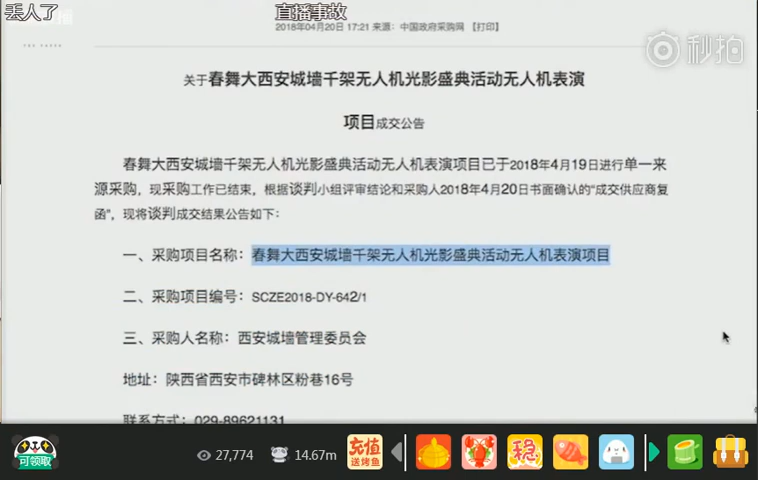 丢人了
直播事故
2018年04月20日 17:21 来源：中国政府采购网 【打印】
秒拍
关于春舞大西安城墙千架无人机光影盛典活动无人机表演
项目成交公告
春舞大西安城墙千架无人机光影盛典活动无人机表演项目已于2018年4月19日进行单一来
源采购，现采购工作已结束，根据谈判小组评审结论和采购人2018年4月20日书面确认的“成交供应商复
函”，现将谈判成交结果公告如下：
一、采购项目名称：春舞大西安城墙千架无人机光影盛典活动无人机表演项目
二、采购项目编号：SCZE2018-DY-642/1
三、采购人名称：西安城墙管理委员会
地址：陕西省西安市碑林区粉巷16号
联系方式：029-89621131
可领取
27,774
14.67m
充值
送烤鱼
稳